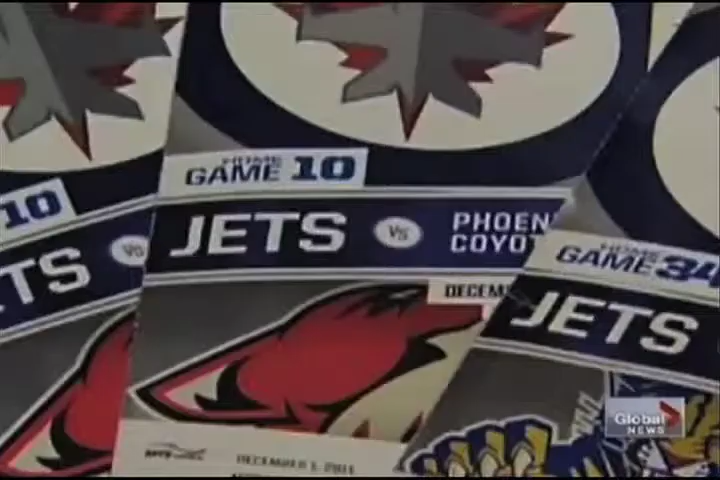 HOME
GAME 10
JETS VS PHOEN
COYOT
DECEM
DECEMBER 1, 2011
10
TS VS
HOME
GAME 34
JETS
NHL
Global
NEWS